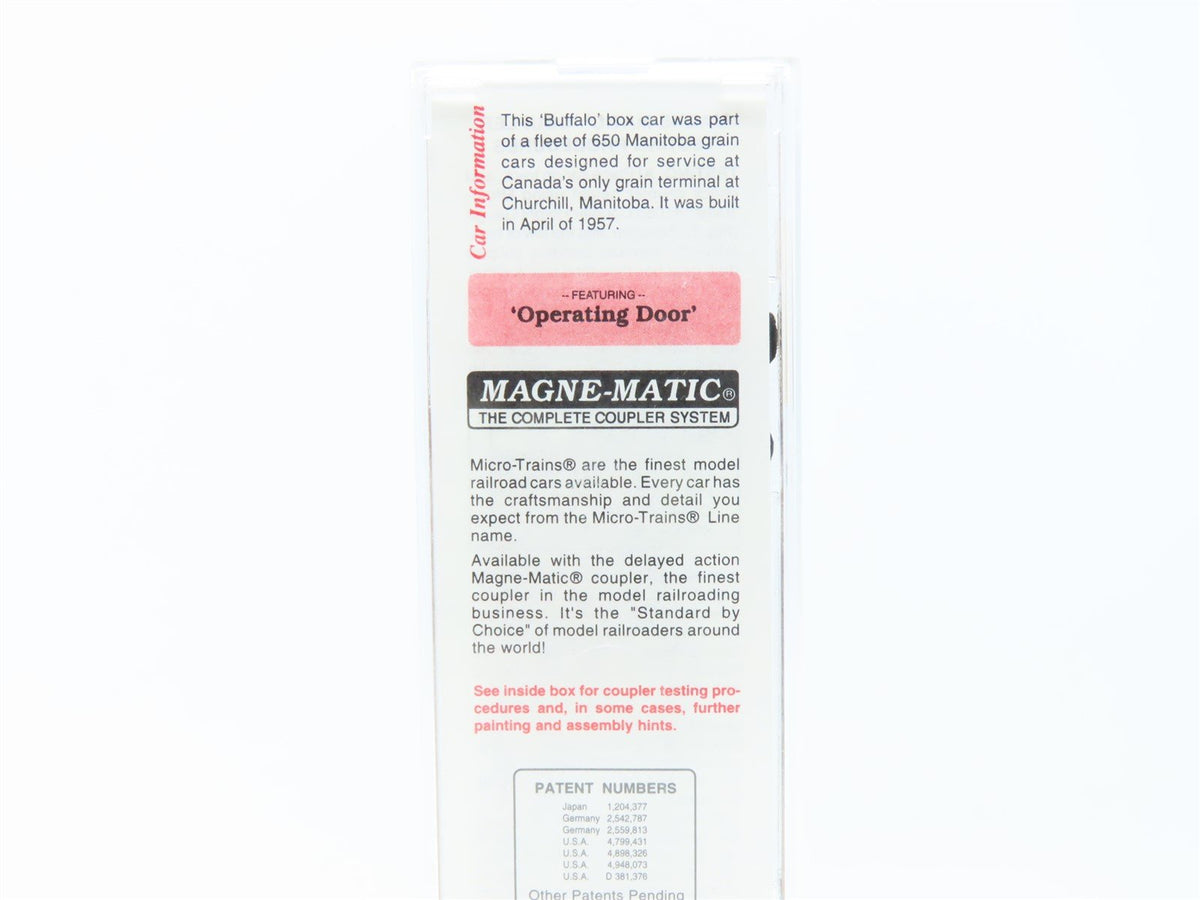 Car Information
This ‘Buffalo’ box car was part
of a fleet of 650 Manitoba grain
cars designed for service at
Canada's only grain terminal at
Churchill, Manitoba. It was built
in April of 1957.
-- FEATURING --
‘Operating Door’
MAGNE-MATIC®
THE COMPLETE COUPLER SYSTEM
Micro-Trains® are the finest model
railroad cars available. Every car has
the craftsmanship and detail you
expect from the Micro-Trains® Line
name.
Available with the delayed action
Magne-Matic® coupler, the finest
coupler in the model railroading
business. It's the "Standard by
Choice" of model railroaders around
the world!
See inside box for coupler testing pro-
cedures and, in some cases, further
painting and assembly hints.
PATENT NUMBERS
Japan 1,204,377
Germany 2,542,787
Germany 2,559,813
U.S.A. 4,799,431
U.S.A. 4,898,326
U.S.A. 4,948,073
U.S.A. D 381,376
Other Patents Pending